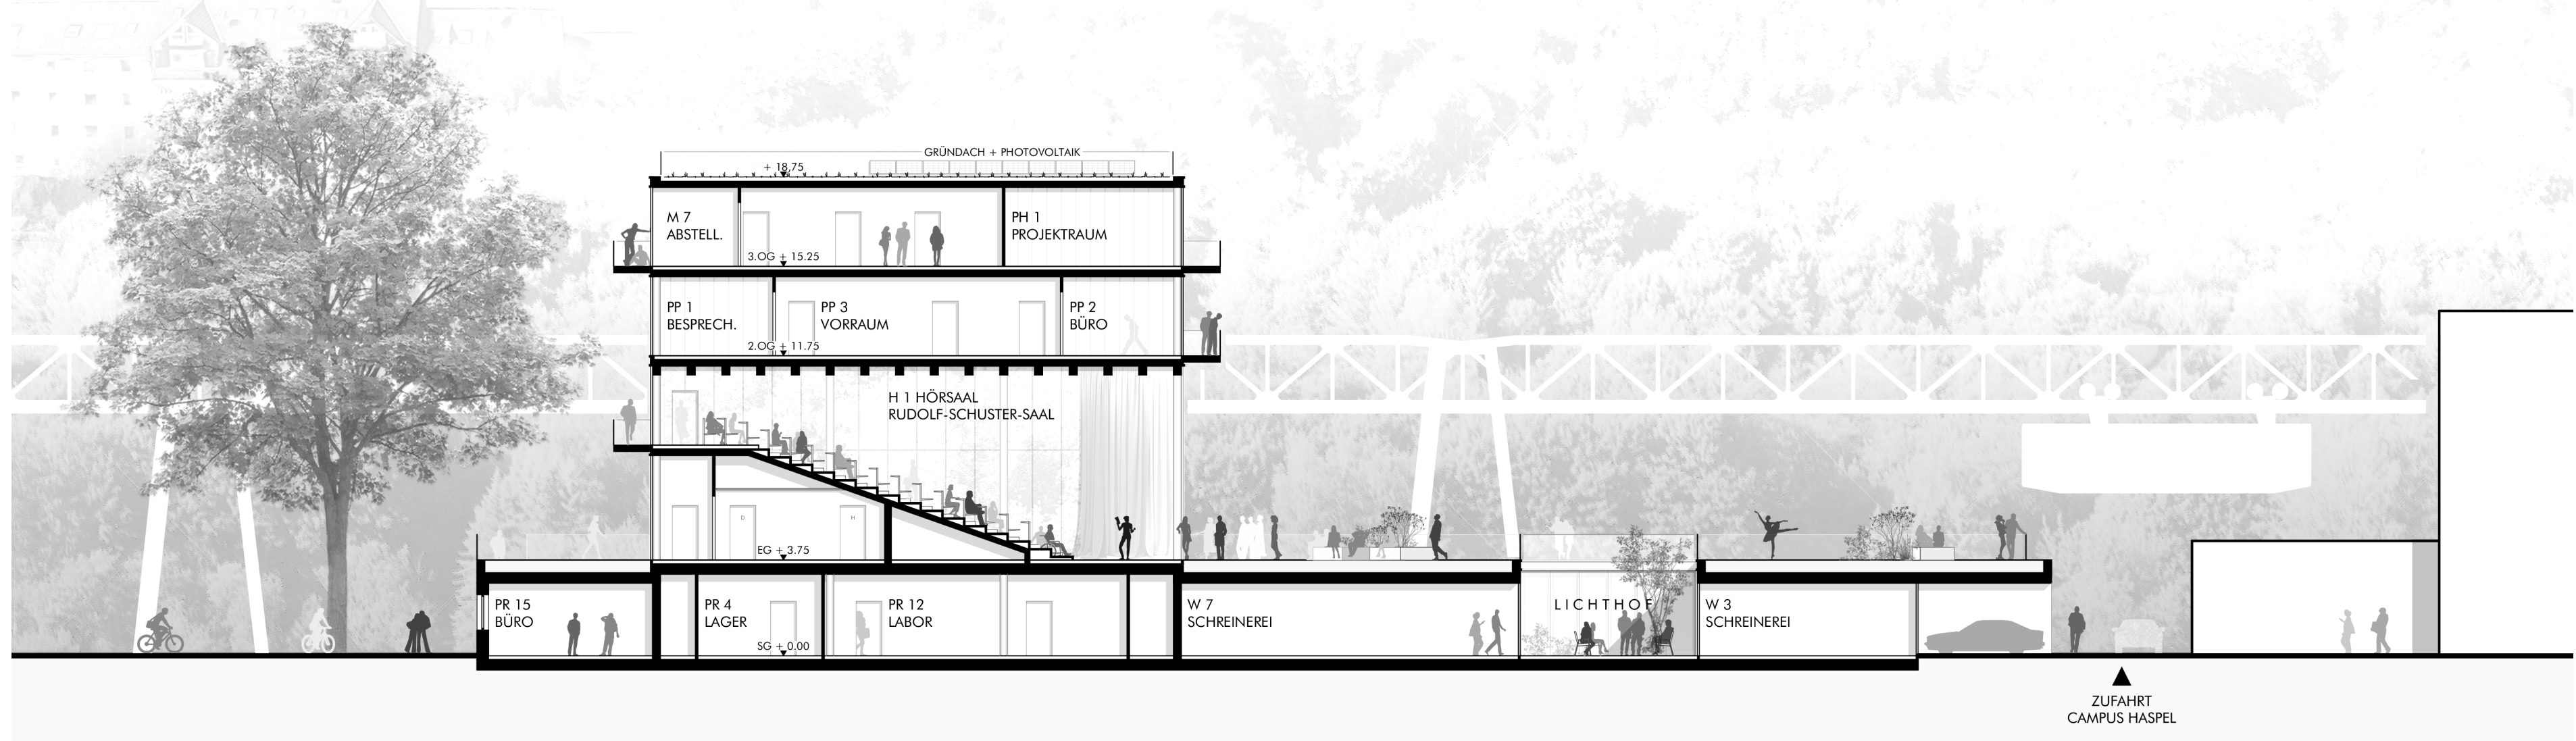 GRÜNDACH + PHOTOVOLTAIK
+ 18,75
M 7
ABSTELL.
PH 1
PROJEKTRAUM
3.OG + 15.25
PP 1
BESPRECH.
PP 3
VORRAUM
PP 2
BÜRO
2.OG + 11.75
H 1 HÖRSAAL
RUDOLF-SCHUSTER-SAAL
D
H
EG + 3.75
PR 15
BÜRO
PR 4
LAGER
PR 12
LABOR
W 7
SCHREINEREI
LICHTHOF
W 3
SCHREINEREI
SG + 0.00
ZUFAHRT
CAMPUS HASPEL